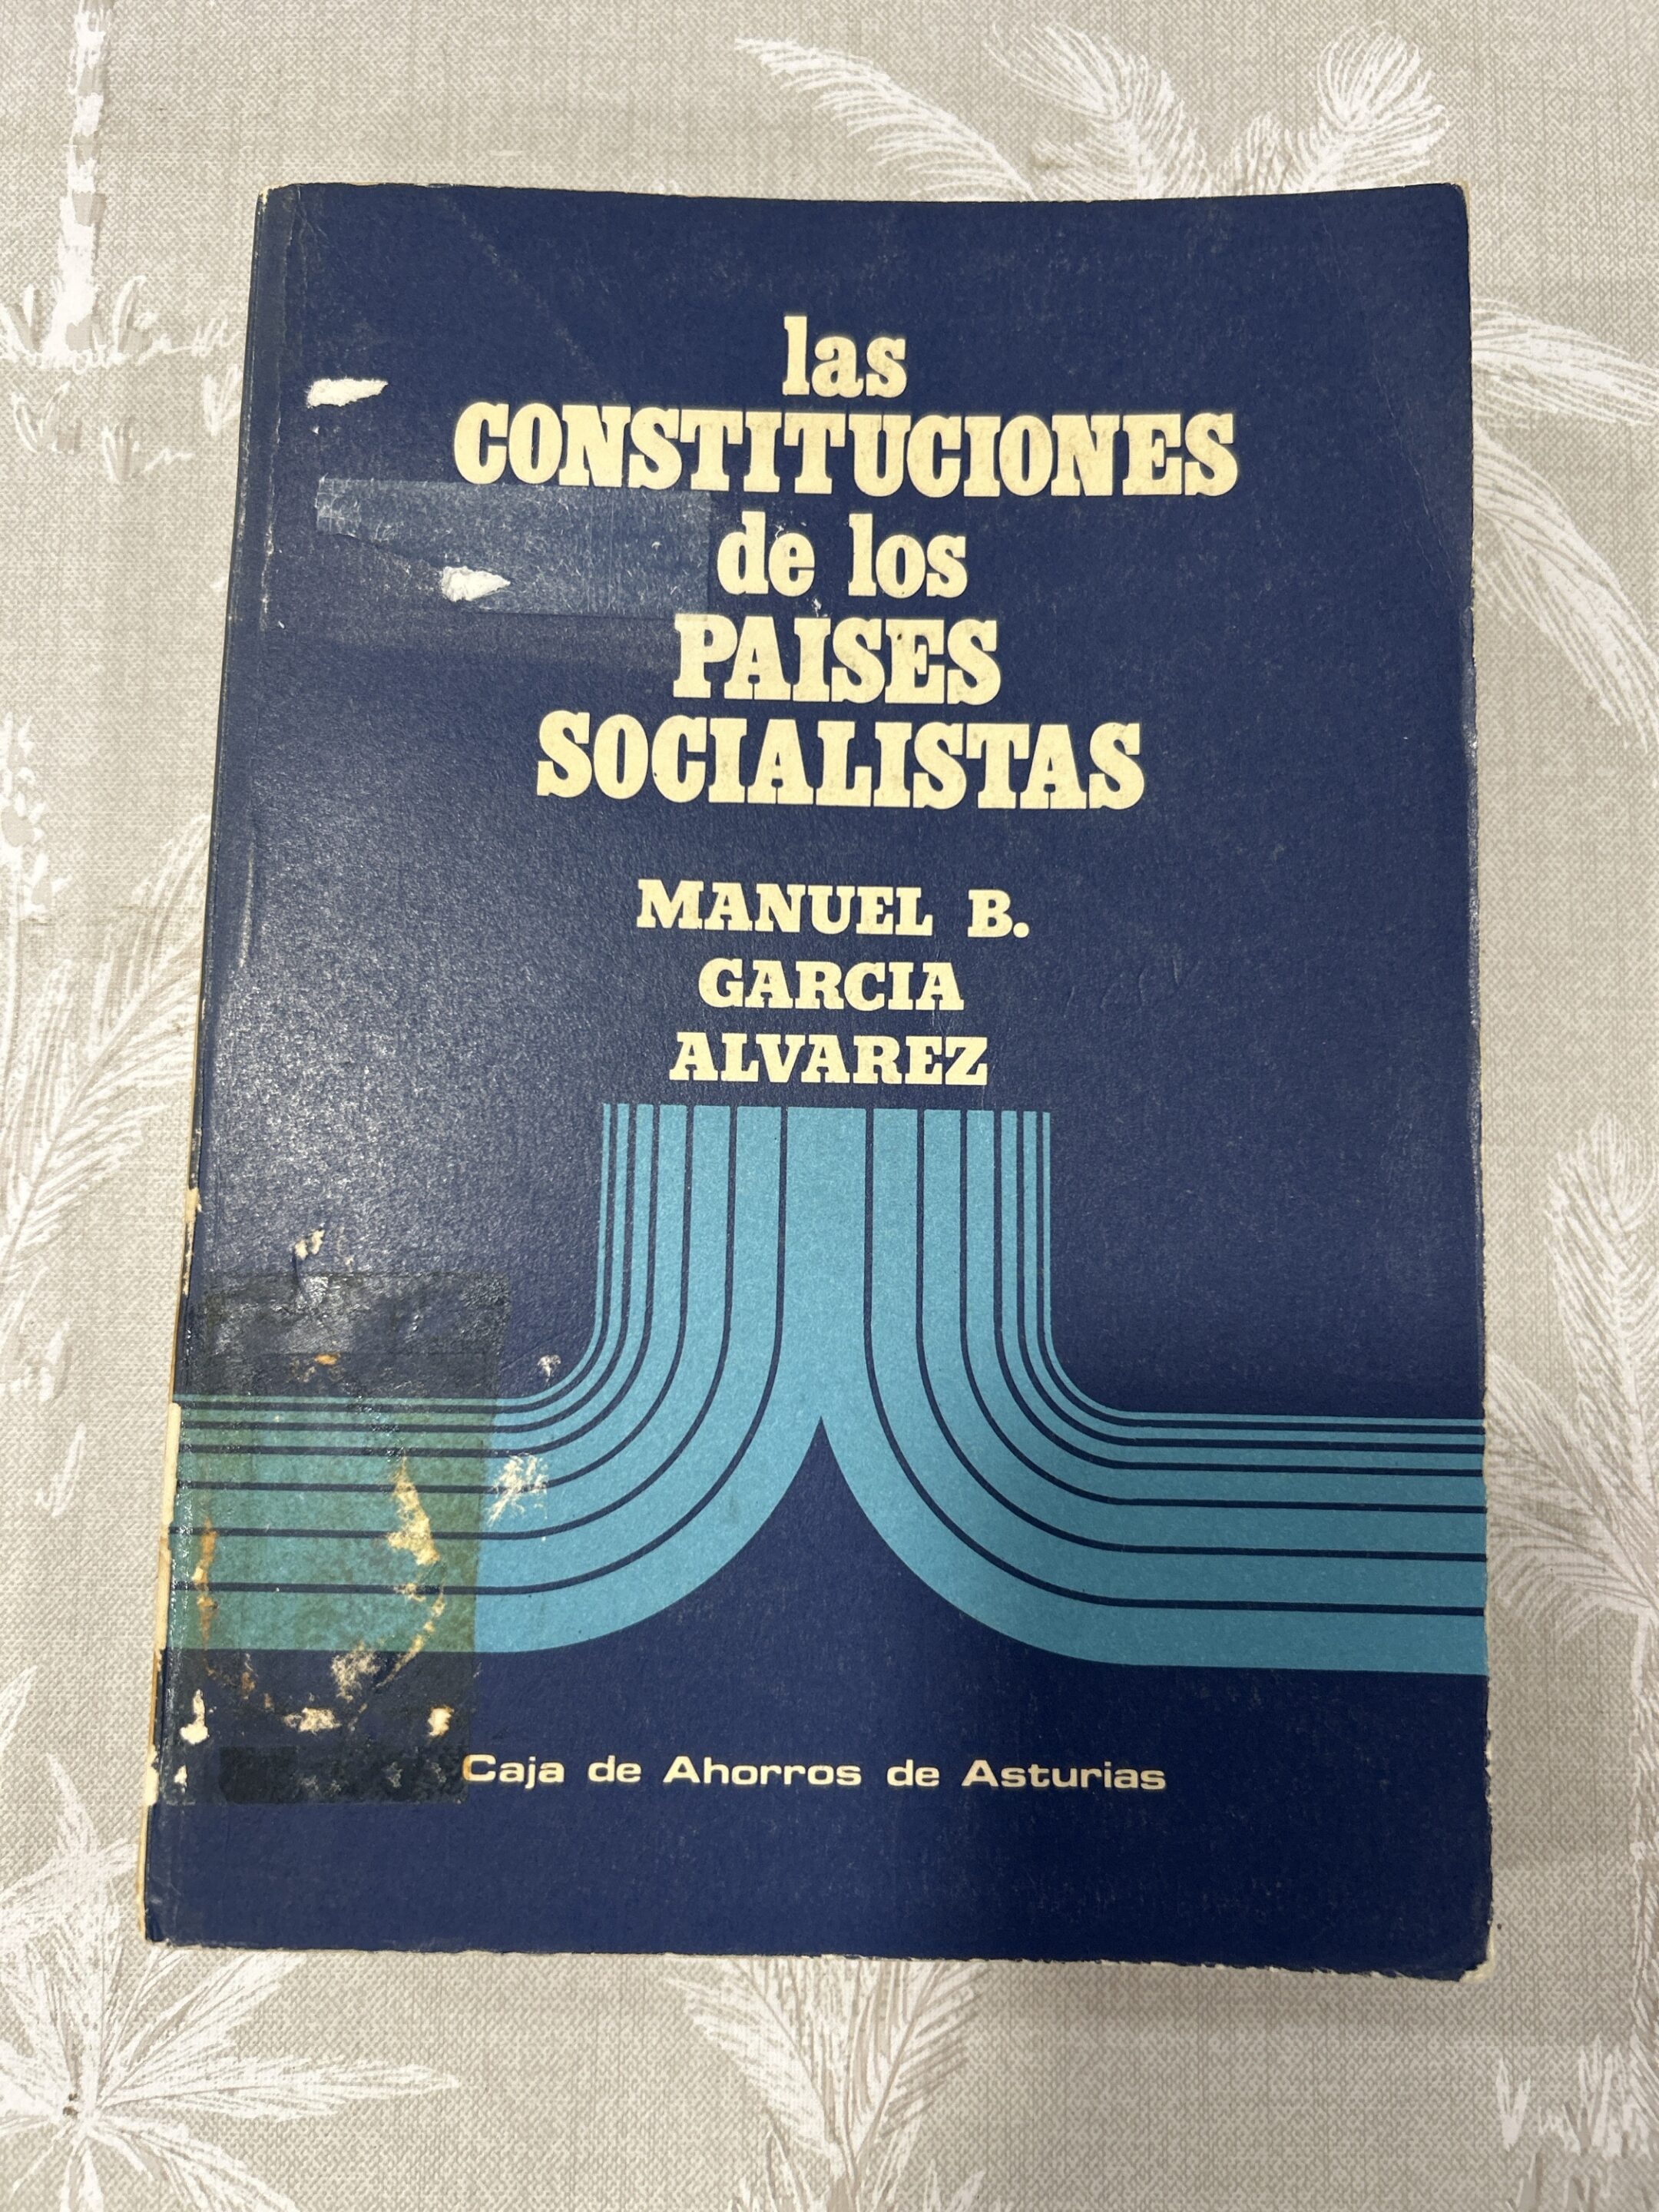 las
CONSTITUCIONES
de los
PAISES
SOCIALISTAS
MANUEL B.
GARCIA
ALVAREZ
Caja de Ahorros de Asturias